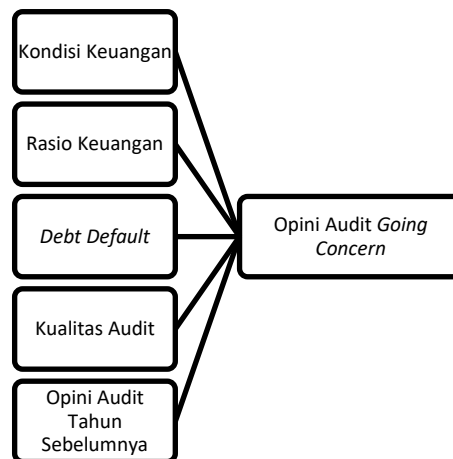 Kondisi Keuangan
Rasio Keuangan
Debt Default
Kualitas Audit
Opini Audit
Tahun
Sebelumnya
Opini Audit Going
Concern